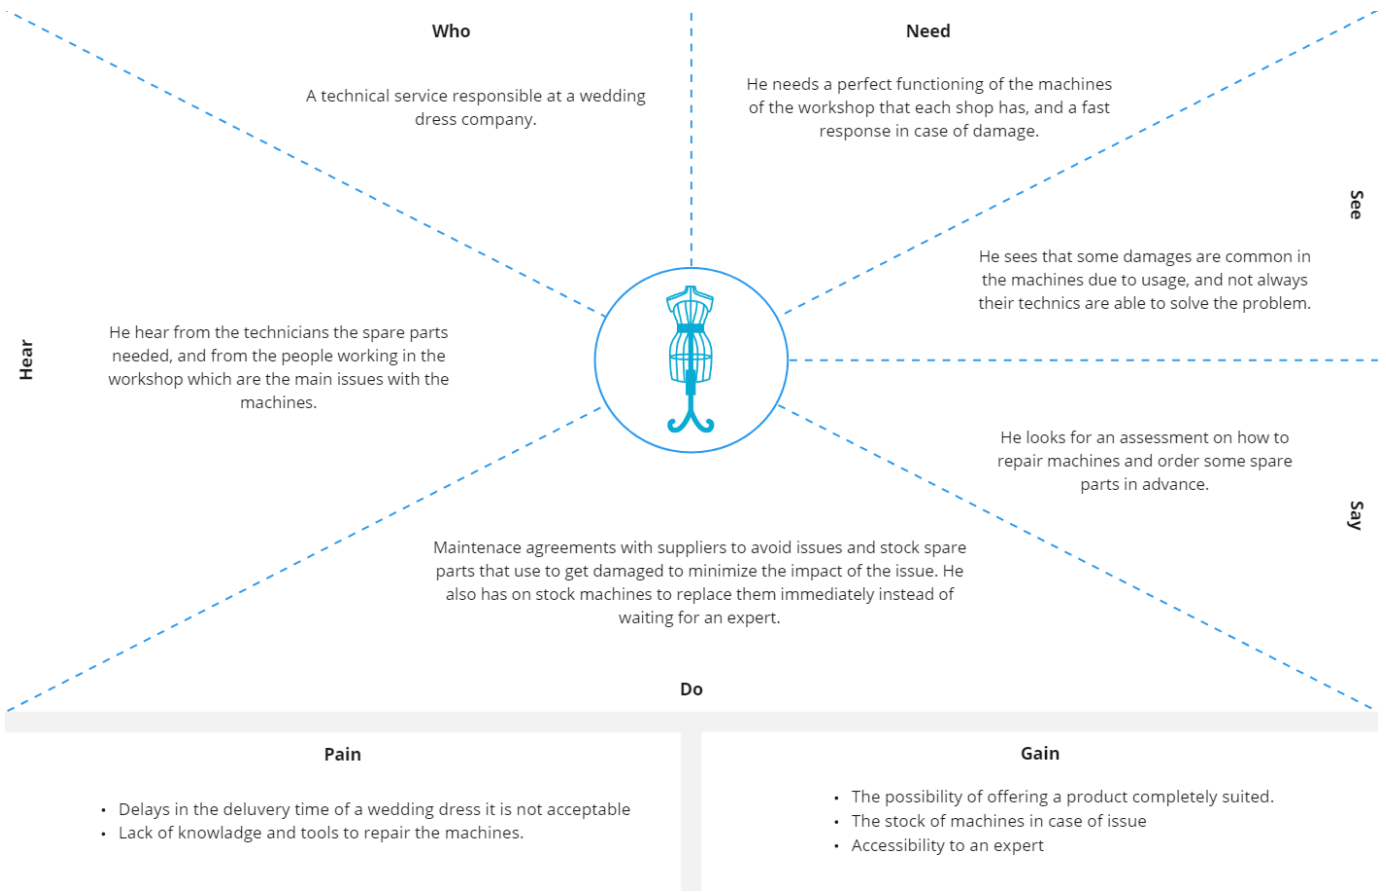 Who
A technical service responsible at a wedding
dress company.
Need
He needs a perfect functioning of the machines
of the workshop that each shop has, and a fast
response in case of damage.
See
He sees that some damages are common in
the machines due to usage, and not always
their technics are able to solve the problem.
Hear
He hear from the technicians the spare parts
needed, and from the people working in the
workshop which are the main issues with the
machines.
He looks for an assessment on how to
repair machines and order some spare
parts in advance.
Say
Maintenace agreements with suppliers to avoid issues and stock spare
parts that use to get damaged to minimize the impact of the issue. He
also has on stock machines to replace them immediately instead of
waiting for an expert.
Do
Pain
• Delays in the deluvery time of a wedding dress it is not acceptable
• Lack of knowladge and tools to repair the machines.
Gain
• The possibility of offering a product completely suited.
• The stock of machines in case of issue
• Accessibility to an expert